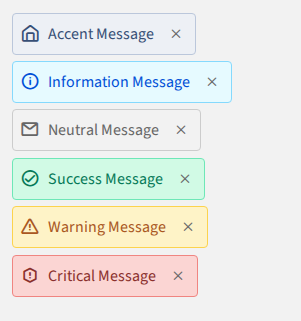 Accent Message
Information Message
Neutral Message
Success Message
Warning Message
Critical Message